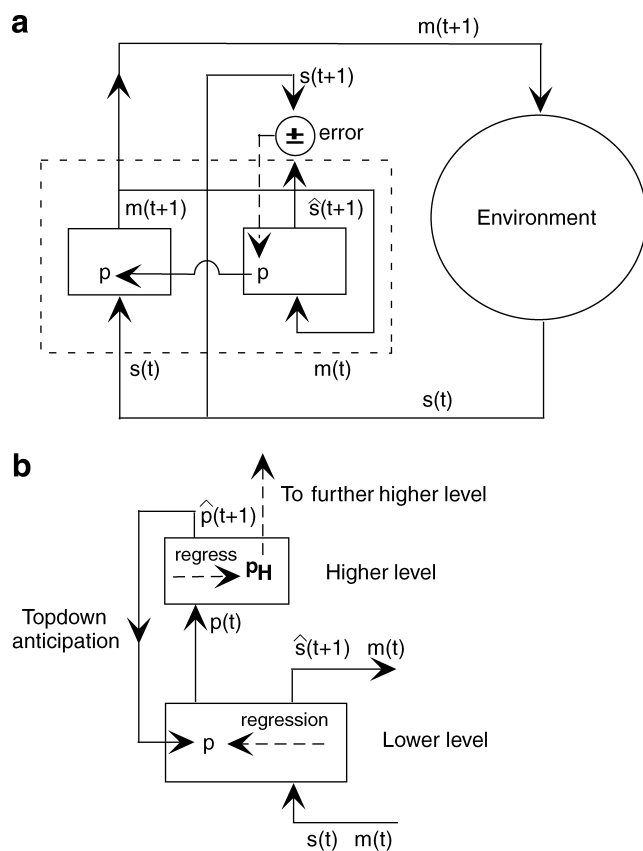 a
m(t+1)
s(t+1)
± error
m(t+1)
ŝ(t+1)
Environment
p
p
s(t)
m(t)
s(t)
b
To further higher level
p̂(t+1)
regress
pH
Higher level
Topdown
anticipation
p(t)
ŝ(t+1) m(t)
regression
p
Lower level
s(t) m(t)